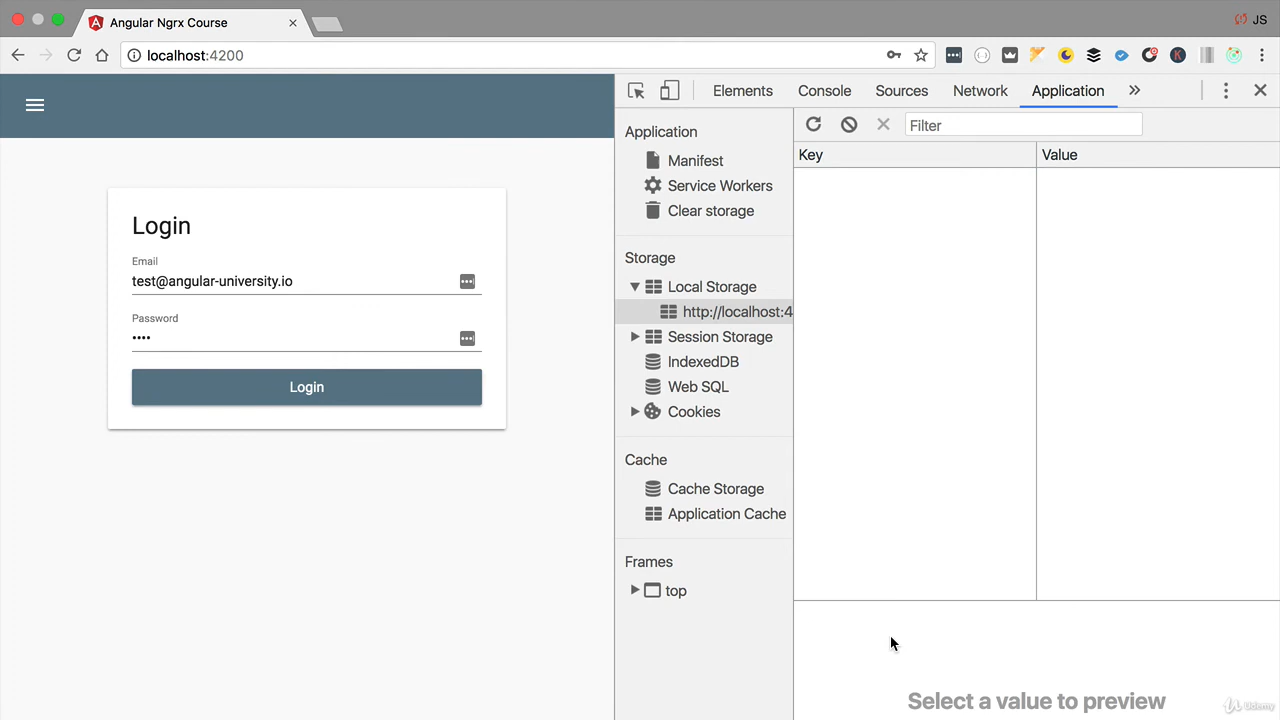 Angular Ngrx Course
JS
localhost:4200
Elements
Console
Sources
Network
Application
Application
Manifest
Service Workers
Clear storage
Storage
Local Storage
http://localhost:4
Session Storage
IndexedDB
Web SQL
Cookies
Cache
Cache Storage
Application Cache
Frames
top
Filter
Key
Value
Select a value to preview
Login
Email
test@angular-university.io
Password
••••
Login
Udemy